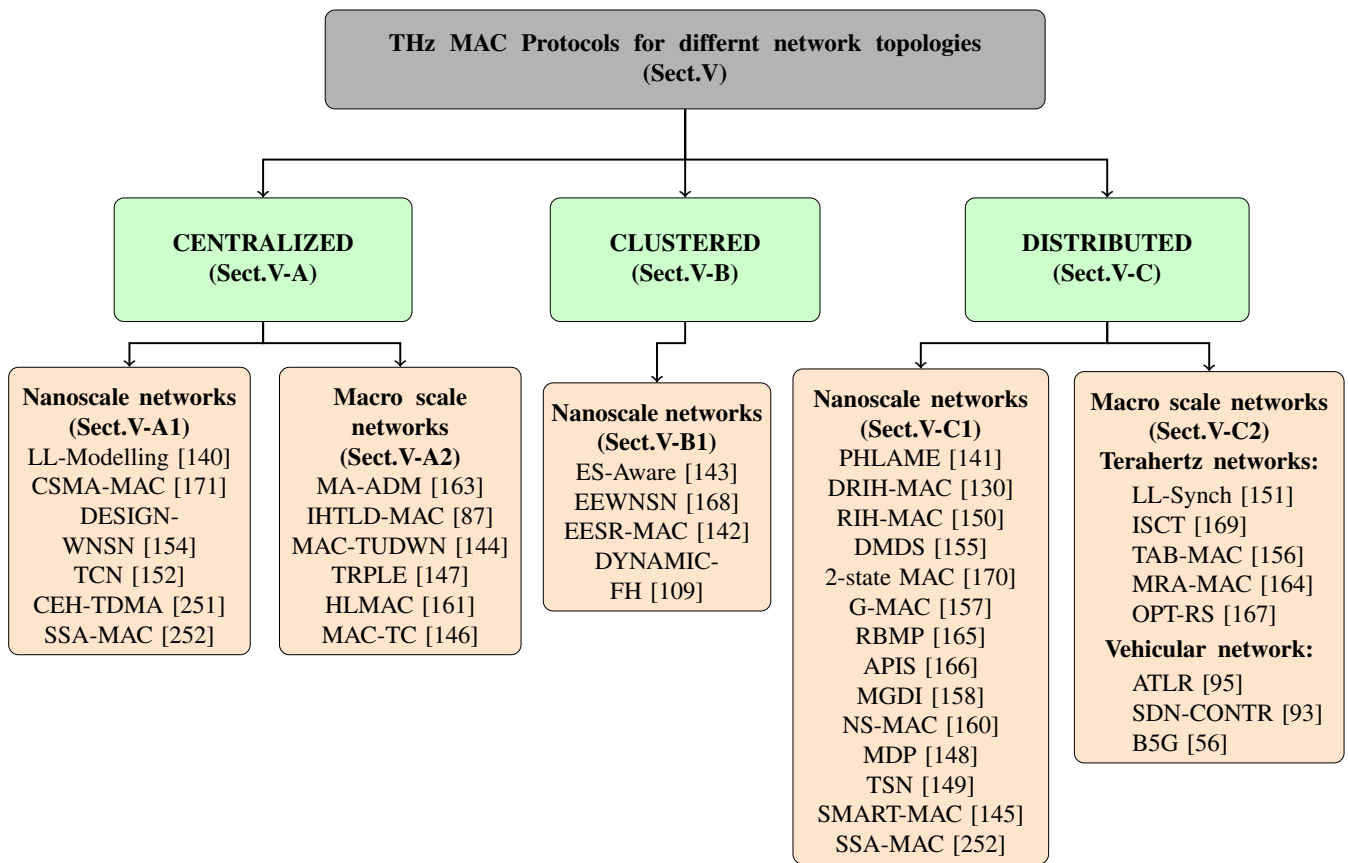 THz MAC Protocols for differnt network topologies
(Sect.V)
CENTRALIZED
(Sect.V-A)
CLUSTERED
(Sect.V-B)
DISTRIBUTED
(Sect.V-C)
Nanoscale networks
(Sect.V-A1)
LL-Modelling [140]
CSMA-MAC [171]
DESIGN-
WNSN [154]
TCN [152]
CEH-TDMA [251]
SSA-MAC [252]
Macro scale
networks
(Sect.V-A2)
MA-ADM [163]
IHTLD-MAC [87]
MAC-TUDWN [144]
TRPLE [147]
HLMAC [161]
MAC-TC [146]
Nanoscale networks
(Sect.V-B1)
ES-Aware [143]
EEWNSN [168]
EESR-MAC [142]
DYNAMIC-
FH [109]
Nanoscale networks
(Sect.V-C1)
PHLAME [141]
DRIH-MAC [130]
RIH-MAC [150]
DMDS [155]
2-state MAC [170]
G-MAC [157]
RBMP [165]
APIS [166]
MGDI [158]
NS-MAC [160]
MDP [148]
TSN [149]
SMART-MAC [145]
SSA-MAC [252]
Macro scale networks
(Sect.V-C2)
Terahertz networks:
LL-Synch [151]
ISCT [169]
TAB-MAC [156]
MRA-MAC [164]
OPT-RS [167]
Vehicular network:
ATLR [95]
SDN-CONTR [93]
B5G [56]